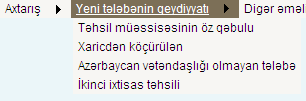 Axtarış Yeni tələbənin qeydiyyatı Digər əməl
Təhsil müəssisəsinin öz qəbulu
Xaricdən köçürülən
Azərbaycan vətəndaşlığı olmayan tələbə
İkinci ixtisas təhsili